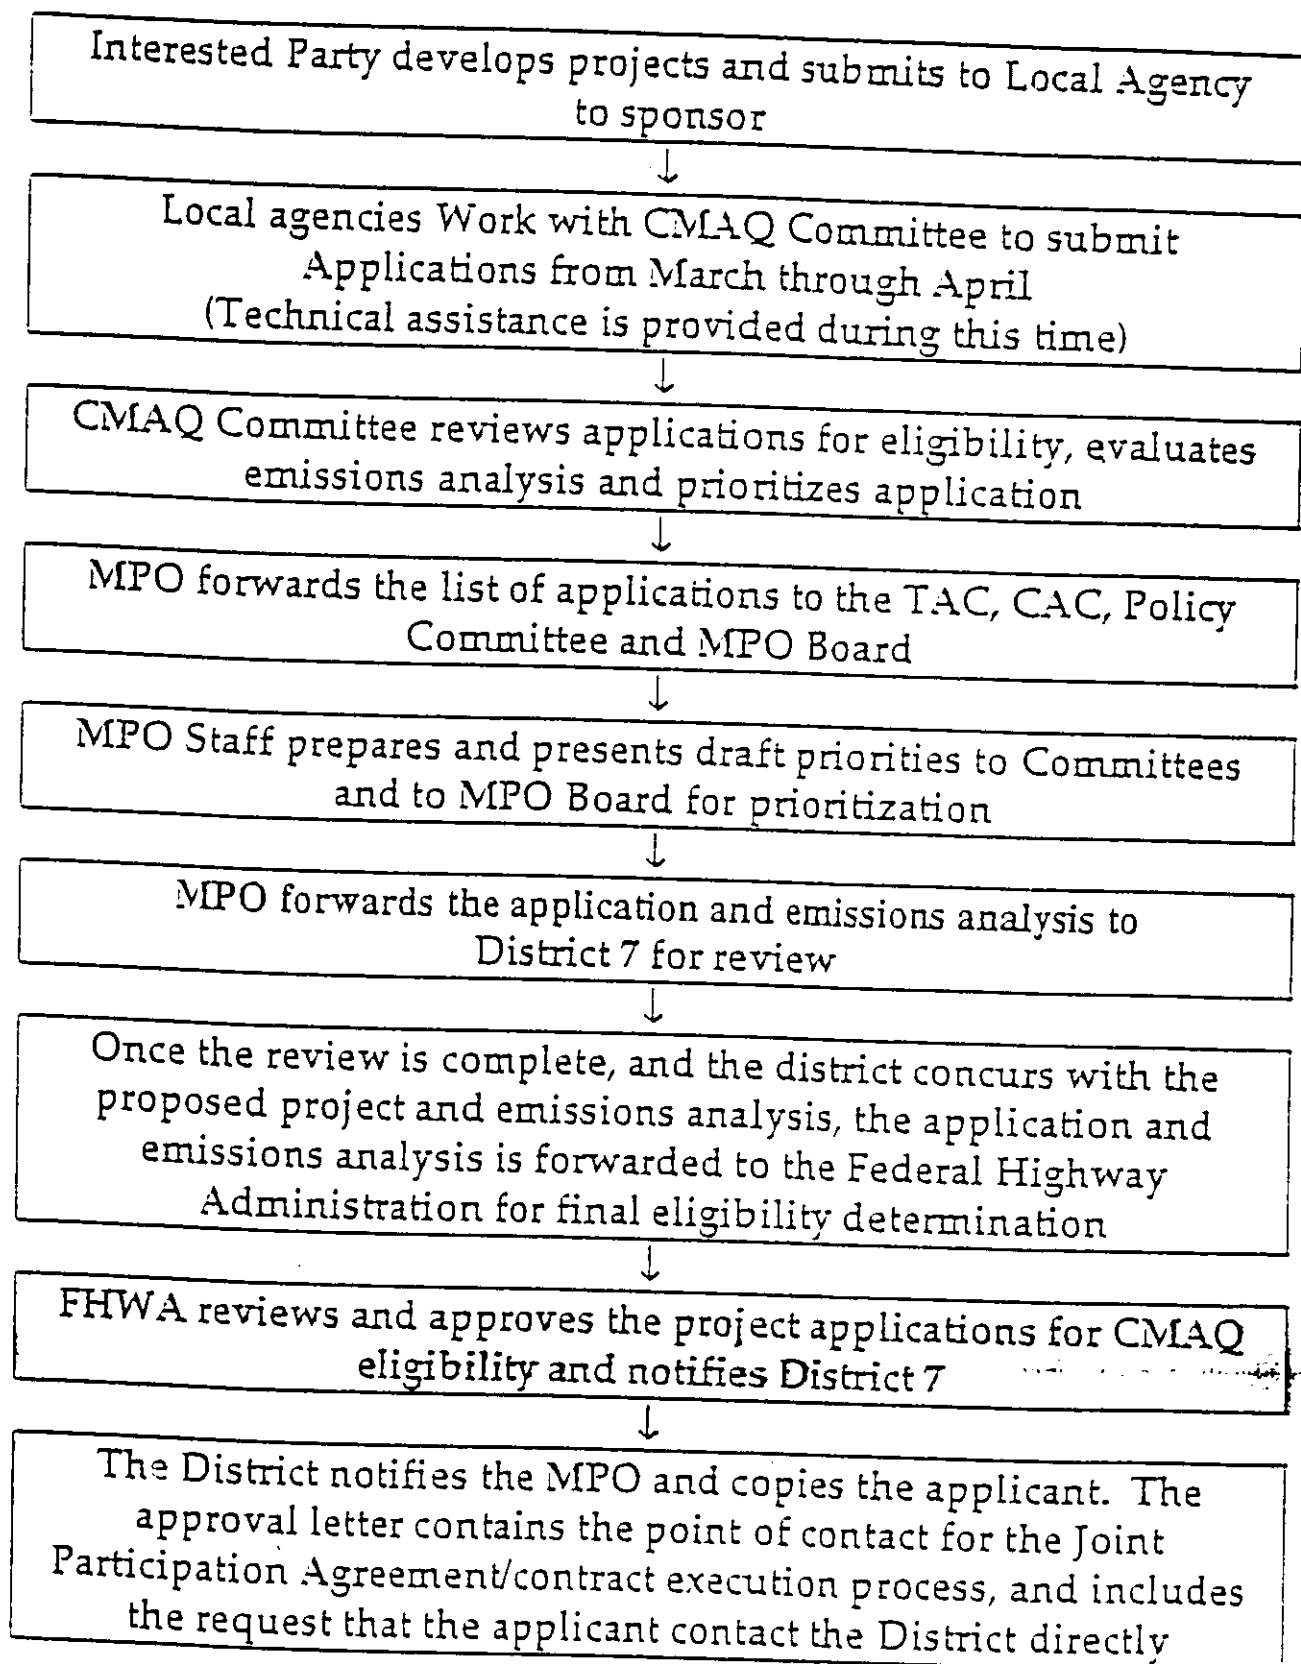 Interested Party develops projects and submits to Local Agency
to sponsor
↓
Local agencies Work with CMAQ Committee to submit
Applications from March through April
(Technical assistance is provided during this time)
↓
CMAQ Committee reviews applications for eligibility, evaluates
emissions analysis and prioritizes application
↓
MPO forwards the list of applications to the TAC, CAC, Policy
Committee and MPO Board
↓
MPO Staff prepares and presents draft priorities to Committees
and to MPO Board for prioritization
↓
MPO forwards the application and emissions analysis to
District 7 for review
↓
Once the review is complete, and the district concurs with the
proposed project and emissions analysis, the application and
emissions analysis is forwarded to the Federal Highway
Administration for final eligibility determination
↓
FHWA reviews and approves the project applications for CMAQ
eligibility and notifies District 7
↓
The District notifies the MPO and copies the applicant. The
approval letter contains the point of contact for the Joint
Participation Agreement/contract execution process, and includes
the request that the applicant contact the District directly